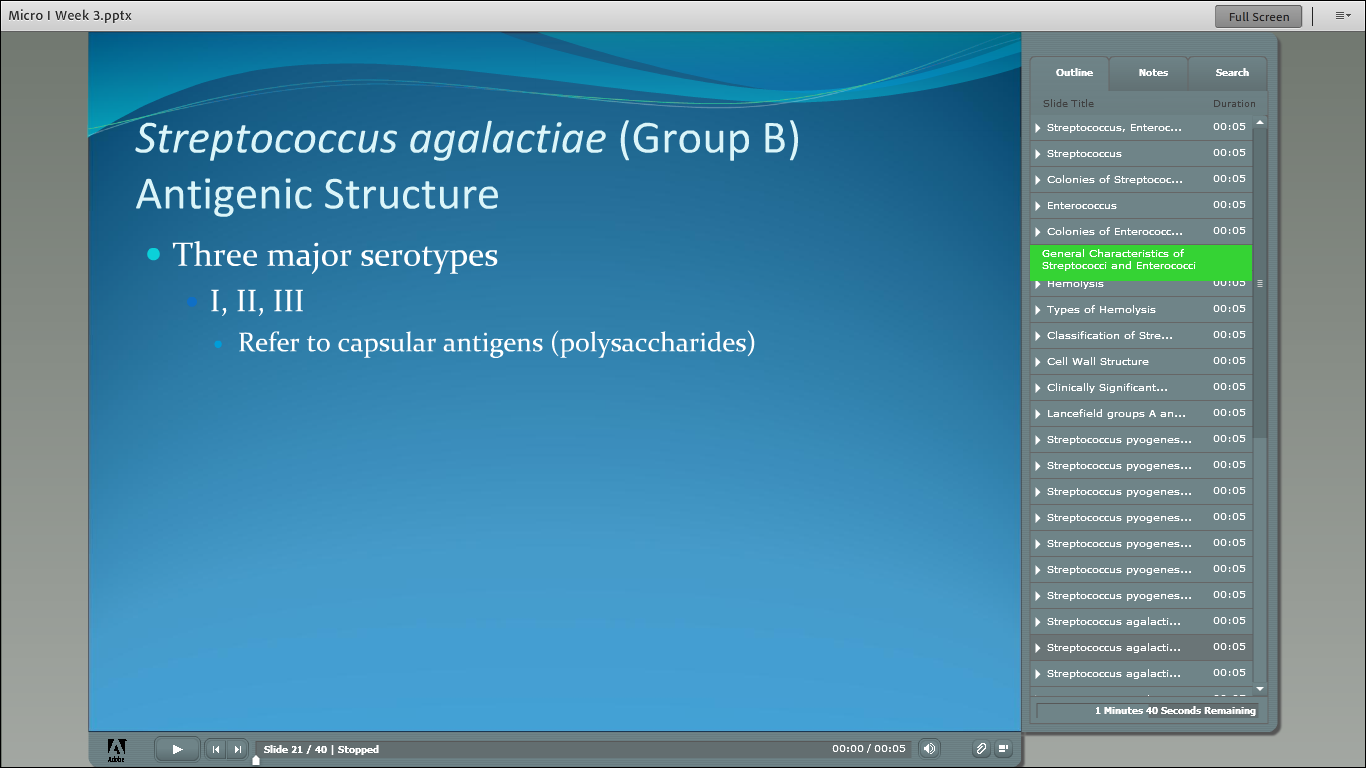 Micro I Week 3.pptx
Full Screen
Streptococcus agalactiae (Group B)
Antigenic Structure
Three major serotypes
I, II, III
Refer to capsular antigens (polysaccharides)
Outline Notes Search
Slide Title Duration
Streptococcus, Enteroc... 00:05
Streptococcus 00:05
Colonies of Streptococ... 00:05
Enterococcus 00:05
Colonies of Enterococc... 00:05
General Characteristics of
Streptococci and Enterococci
Hemolysis 00:05
Types of Hemolysis 00:05
Classification of Stre... 00:05
Cell Wall Structure 00:05
Clinically Significant... 00:05
Lancefield groups A an... 00:05
Streptococcus pyogenes... 00:05
Streptococcus pyogenes... 00:05
Streptococcus pyogenes... 00:05
Streptococcus pyogenes... 00:05
Streptococcus pyogenes... 00:05
Streptococcus pyogenes... 00:05
Streptococcus pyogenes... 00:05
Streptococcus agalacti... 00:05
Streptococcus agalacti... 00:05
Streptococcus agalacti... 00:05
1 Minutes 40 Seconds Remaining
Adobe
Slide 21 / 40 | Stopped
00:00 / 00:05